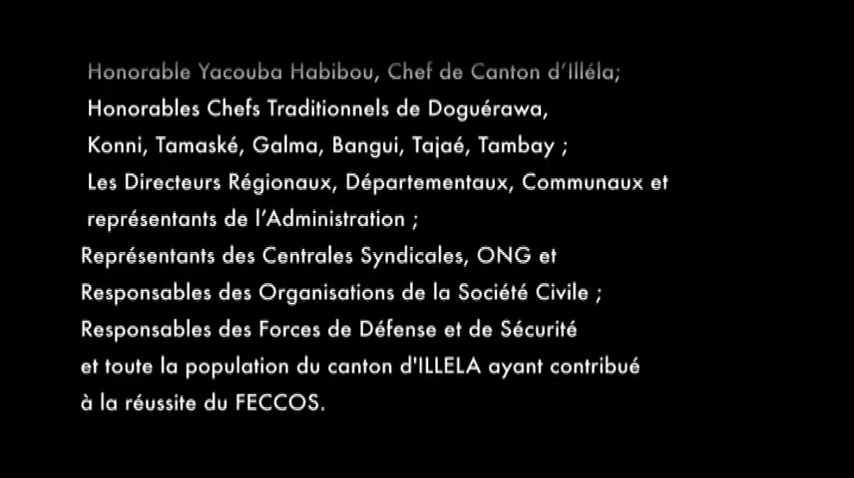 Honorable Yacouba Habibou, Chef de Canton d’Illéla;
Honorables Chefs Traditionnels de Doguérawa,
Konni, Tamaské, Galma, Bangui, Tajaé, Tambay ;
Les Directeurs Régionaux, Départementaux, Communaux et
représentants de l’Administration ;
Représentants des Centrales Syndicales, ONG et
Responsables des Organisations de la Société Civile ;
Responsables des Forces de Défense et de Sécurité
et toute la population du canton d'ILLELA ayant contribué
à la réussite du FECCOS.